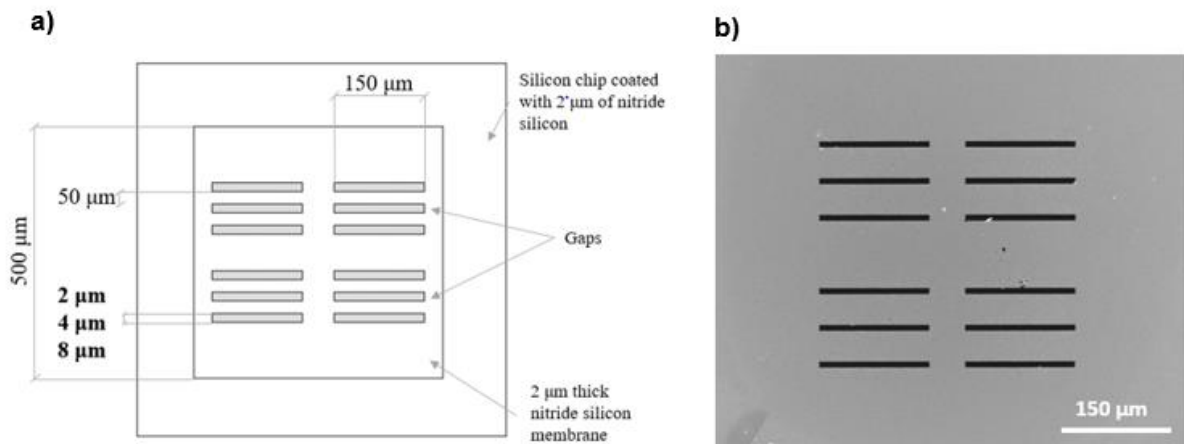 a)
150 µm
Silicon chip coated
with 2 µm of nitride
silicon
50 µm
500 µm
Gaps
2 µm
4 µm
8 µm
2 µm thick
nitride silicon
membrane
b)
150 µm